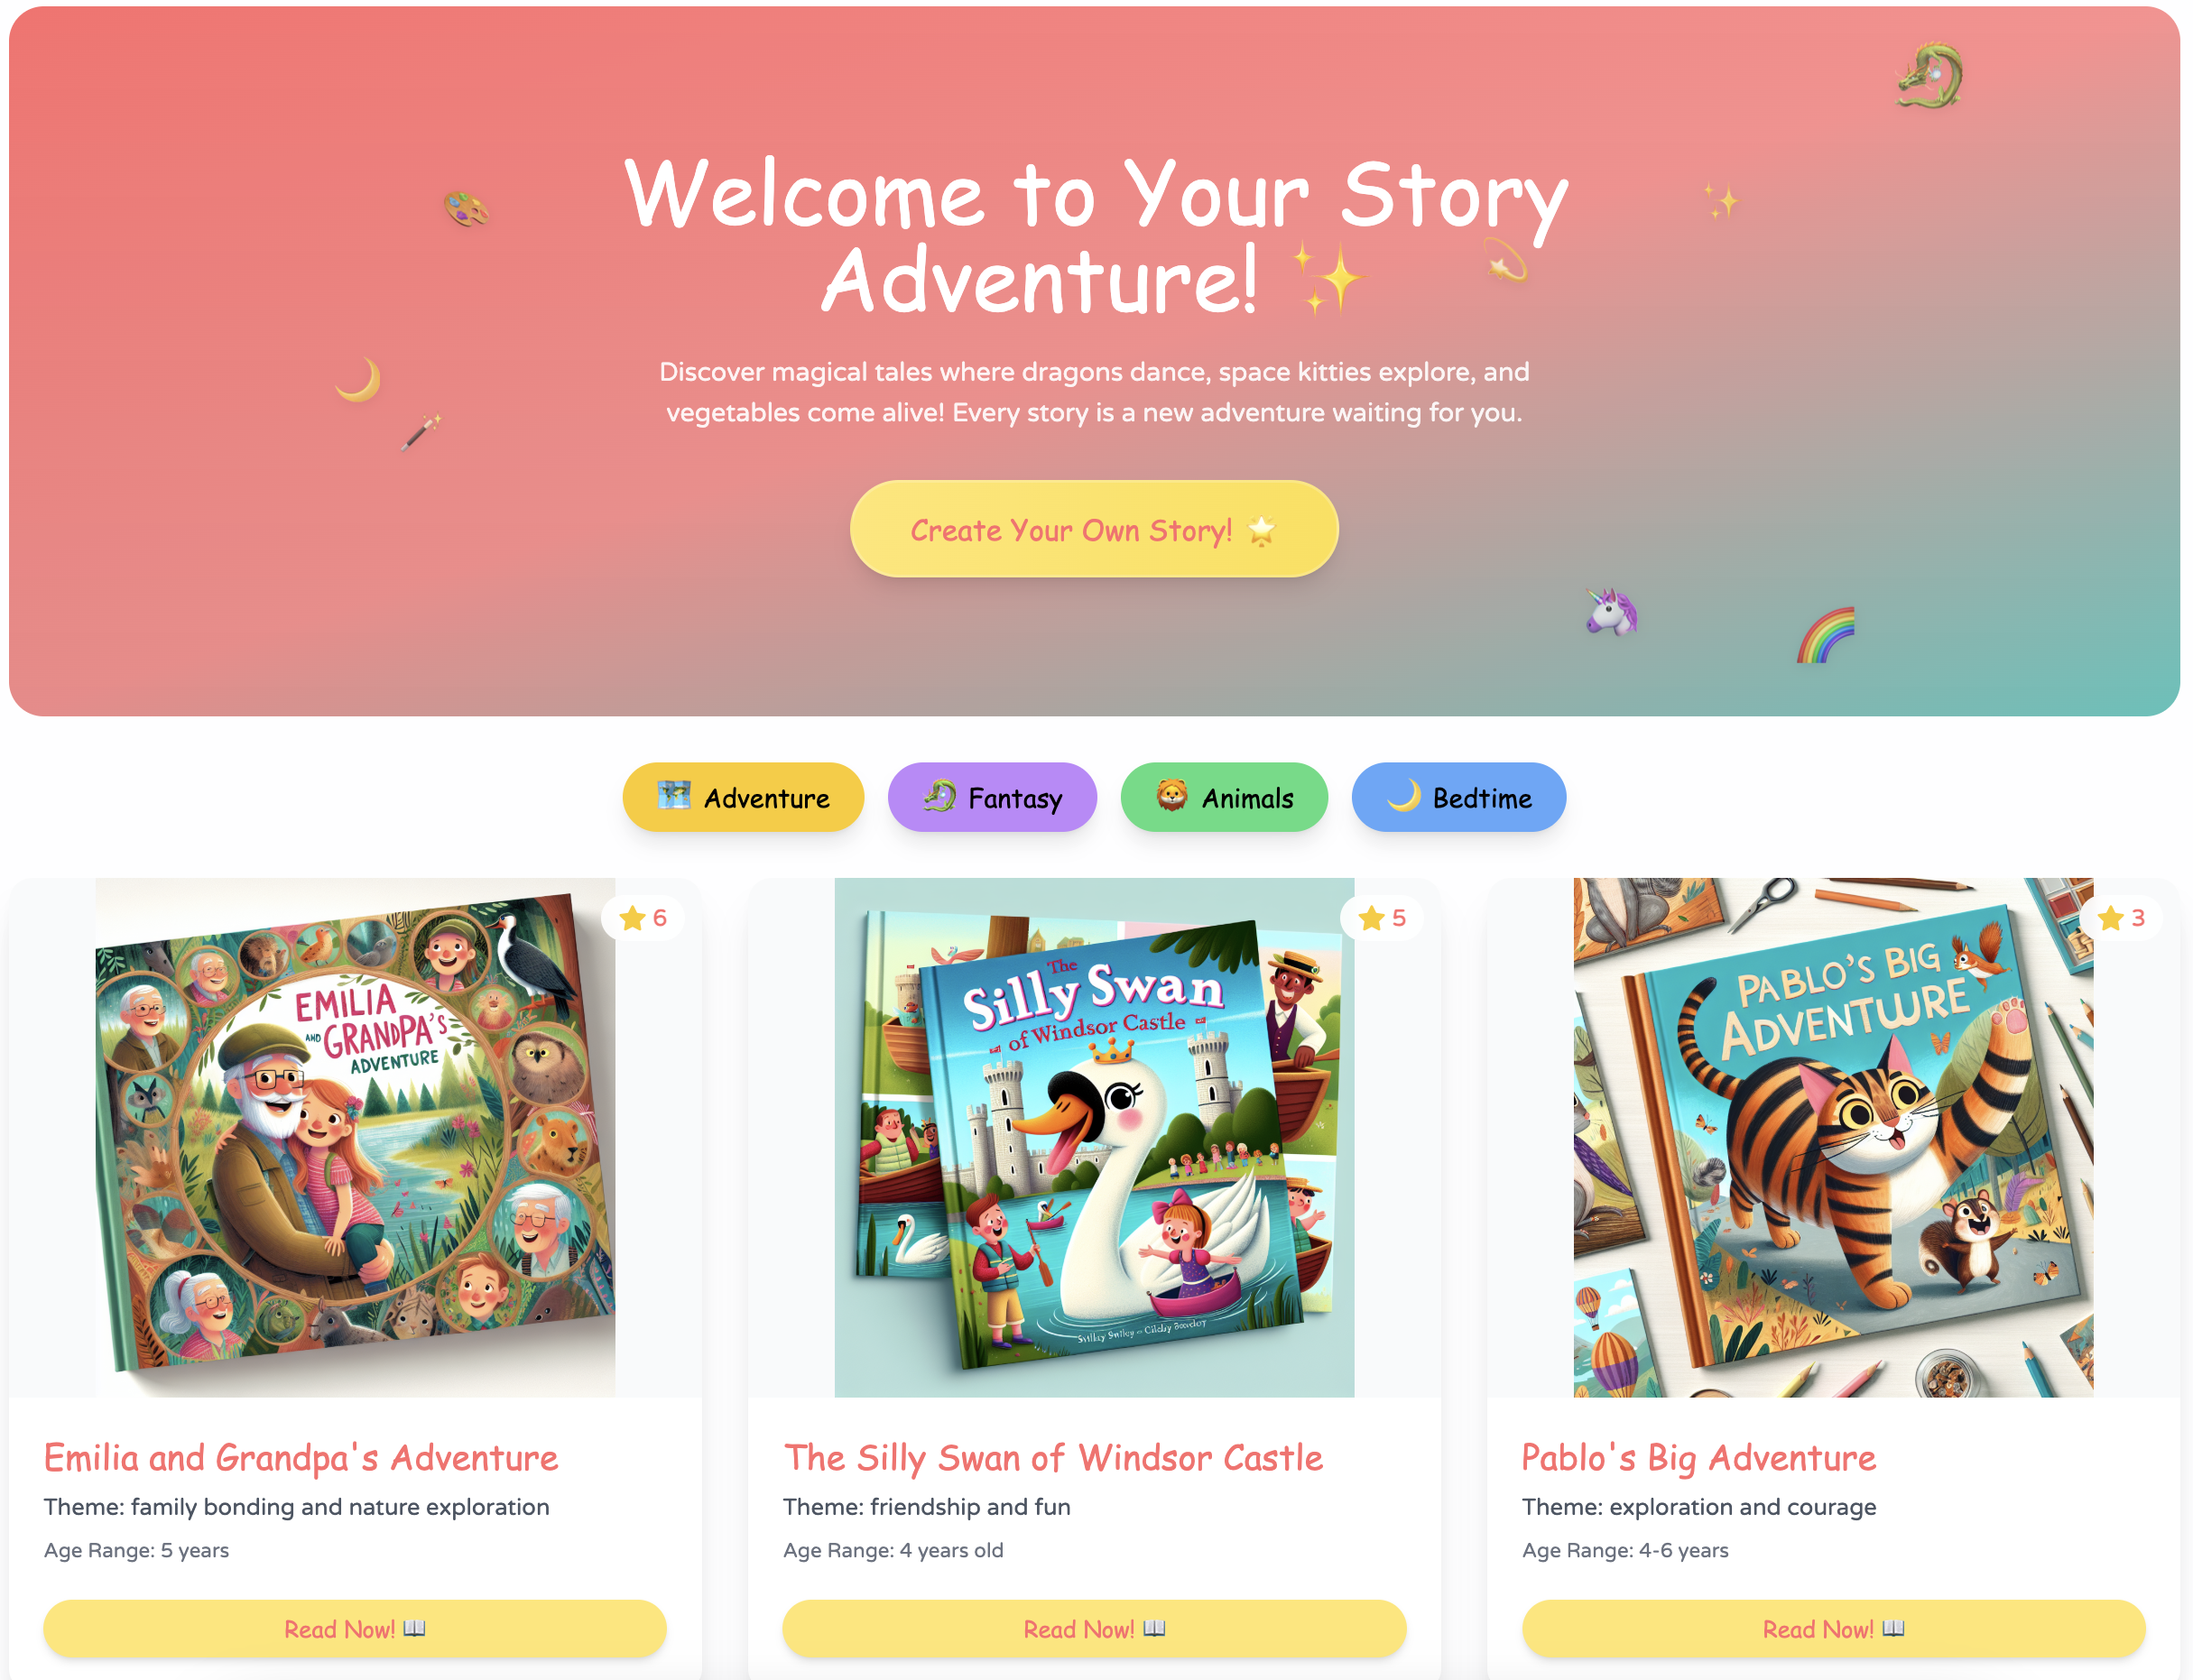 Welcome to Your Story
Adventure! ✨
Discover magical tales where dragons dance, space kitties explore, and
vegetables come alive! Every story is a new adventure waiting for you.
Create Your Own Story! 🌟
🗺️ Adventure
🐉 Fantasy
🦁 Animals
🌙 Bedtime
⭐ 6
EMILIA
AND GRANDPA'S
ADVENTURE
Emilia and Grandpa's Adventure
Theme: family bonding and nature exploration
Age Range: 5 years
Read Now! 📖
⭐ 5
The
Silly Swan
of Windsor Castle
The Silly Swan of Windsor Castle
Theme: friendship and fun
Age Range: 4 years old
Read Now! 📖
⭐ 3
PABLO'S BIG
ADVENTWRE
Pablo's Big Adventure
Theme: exploration and courage
Age Range: 4-6 years
Read Now! 📖